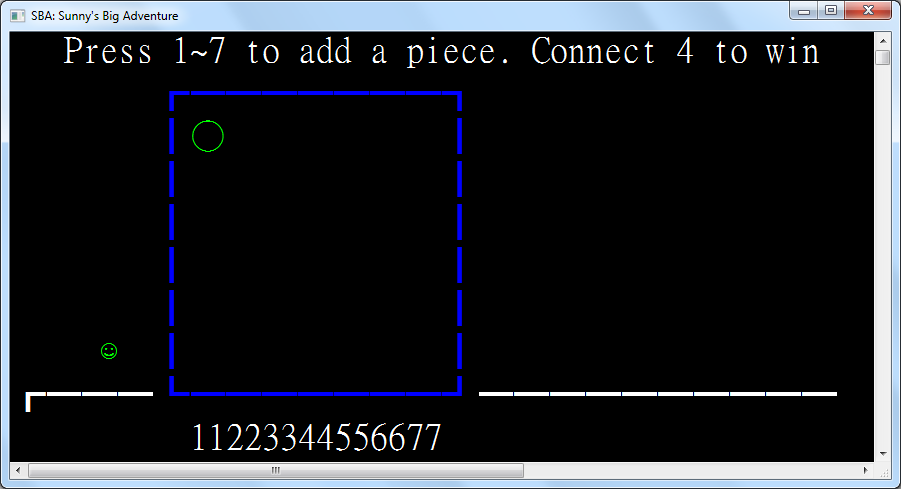 SBA: Sunny's Big Adventure
Press 1~7 to add a piece. Connect 4 to win
11223344556677